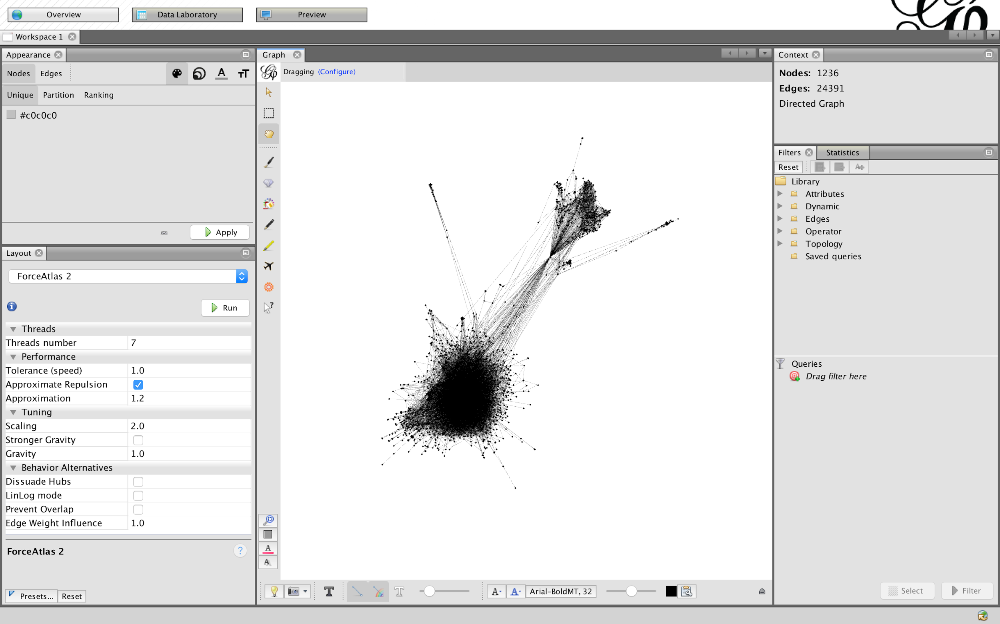 Overview
Data Laboratory
Preview
Workspace 1
Appearance
Nodes
Edges
Unique
Partition
Ranking
#c0c0c0
Apply
Layout
ForceAtlas 2
Run
Threads
Threads number 7
Performance
Tolerance (speed) 1.0
Approximate Repulsion
Approximation 1.2
Tuning
Scaling 2.0
Stronger Gravity
Gravity 1.0
Behavior Alternatives
Dissuade Hubs
LinLog mode
Prevent Overlap
Edge Weight Influence 1.0
ForceAtlas 2
?
Presets...
Reset
Graph
Dragging (Configure)
Arial-BoldMT, 32
Context
Nodes: 1236
Edges: 24391
Directed Graph
Filters
Statistics
Reset
Library
Attributes
Dynamic
Edges
Operator
Topology
Saved queries
Queries
Drag filter here
Select
Filter